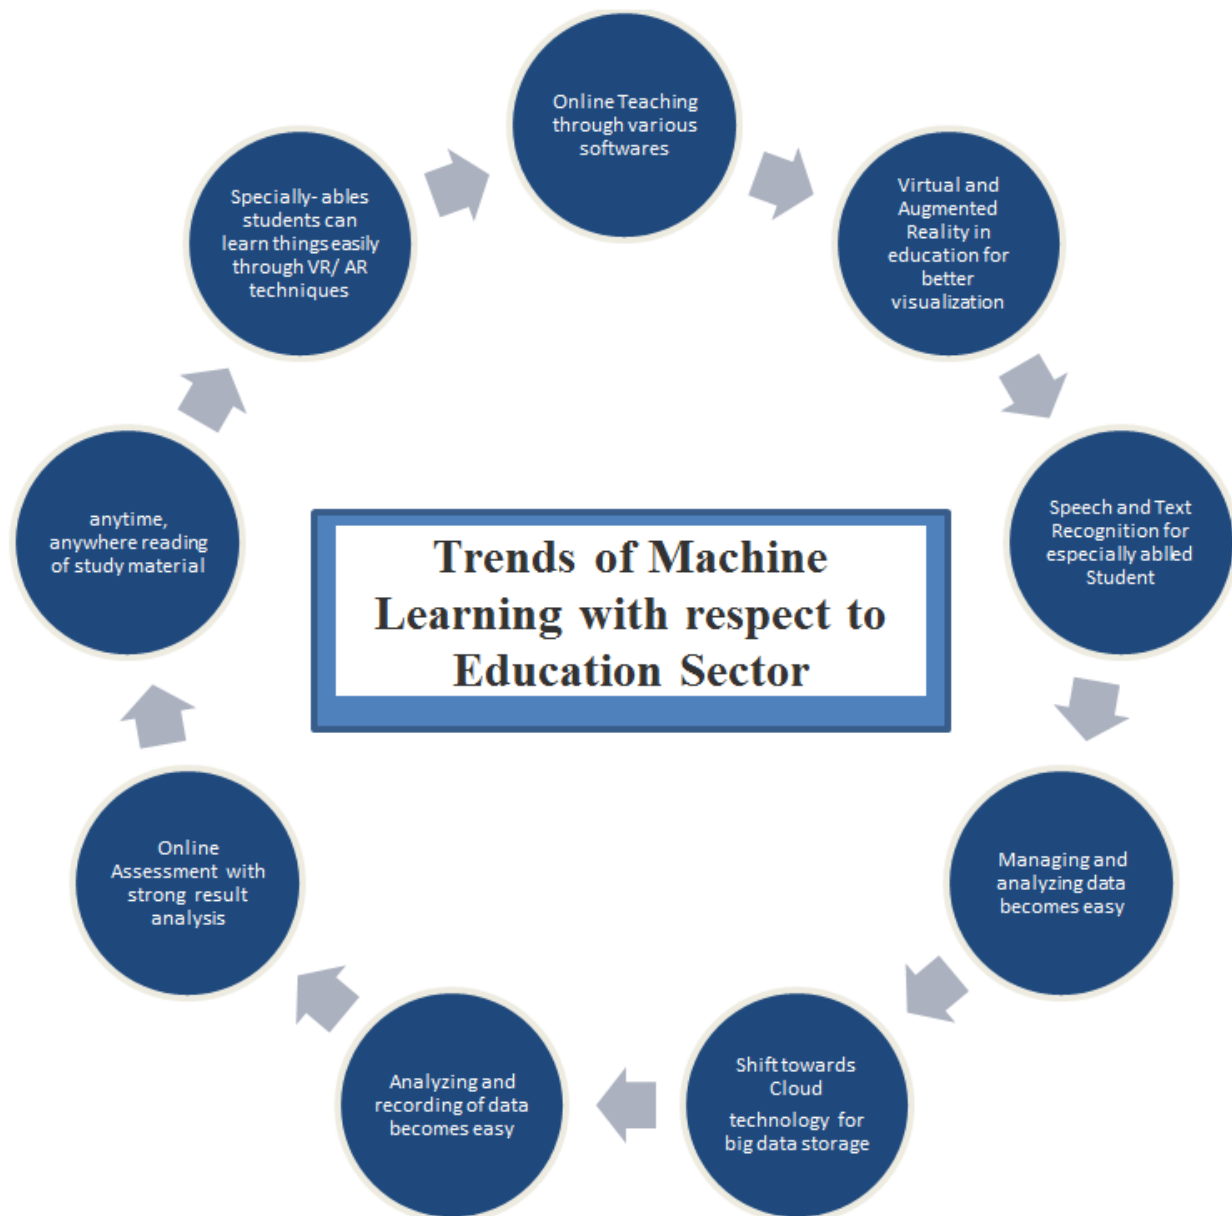 Online Teaching
through various
softwares
Virtual and
Augmented
Reality in
education for
better
visualization
Speech and Text
Recognition for
especially ablled
Student
Managing and
analyzing data
becomes easy
Shift towards
Cloud
technology for
big data storage
Analyzing and
recording of data
becomes easy
Online
Assessment with
strong result
analysis
anytime,
anywhere reading
of study material
Specially- ables
students can
learn things easily
through VR/ AR
techniques
Trends of Machine
Learning with respect to
Education Sector